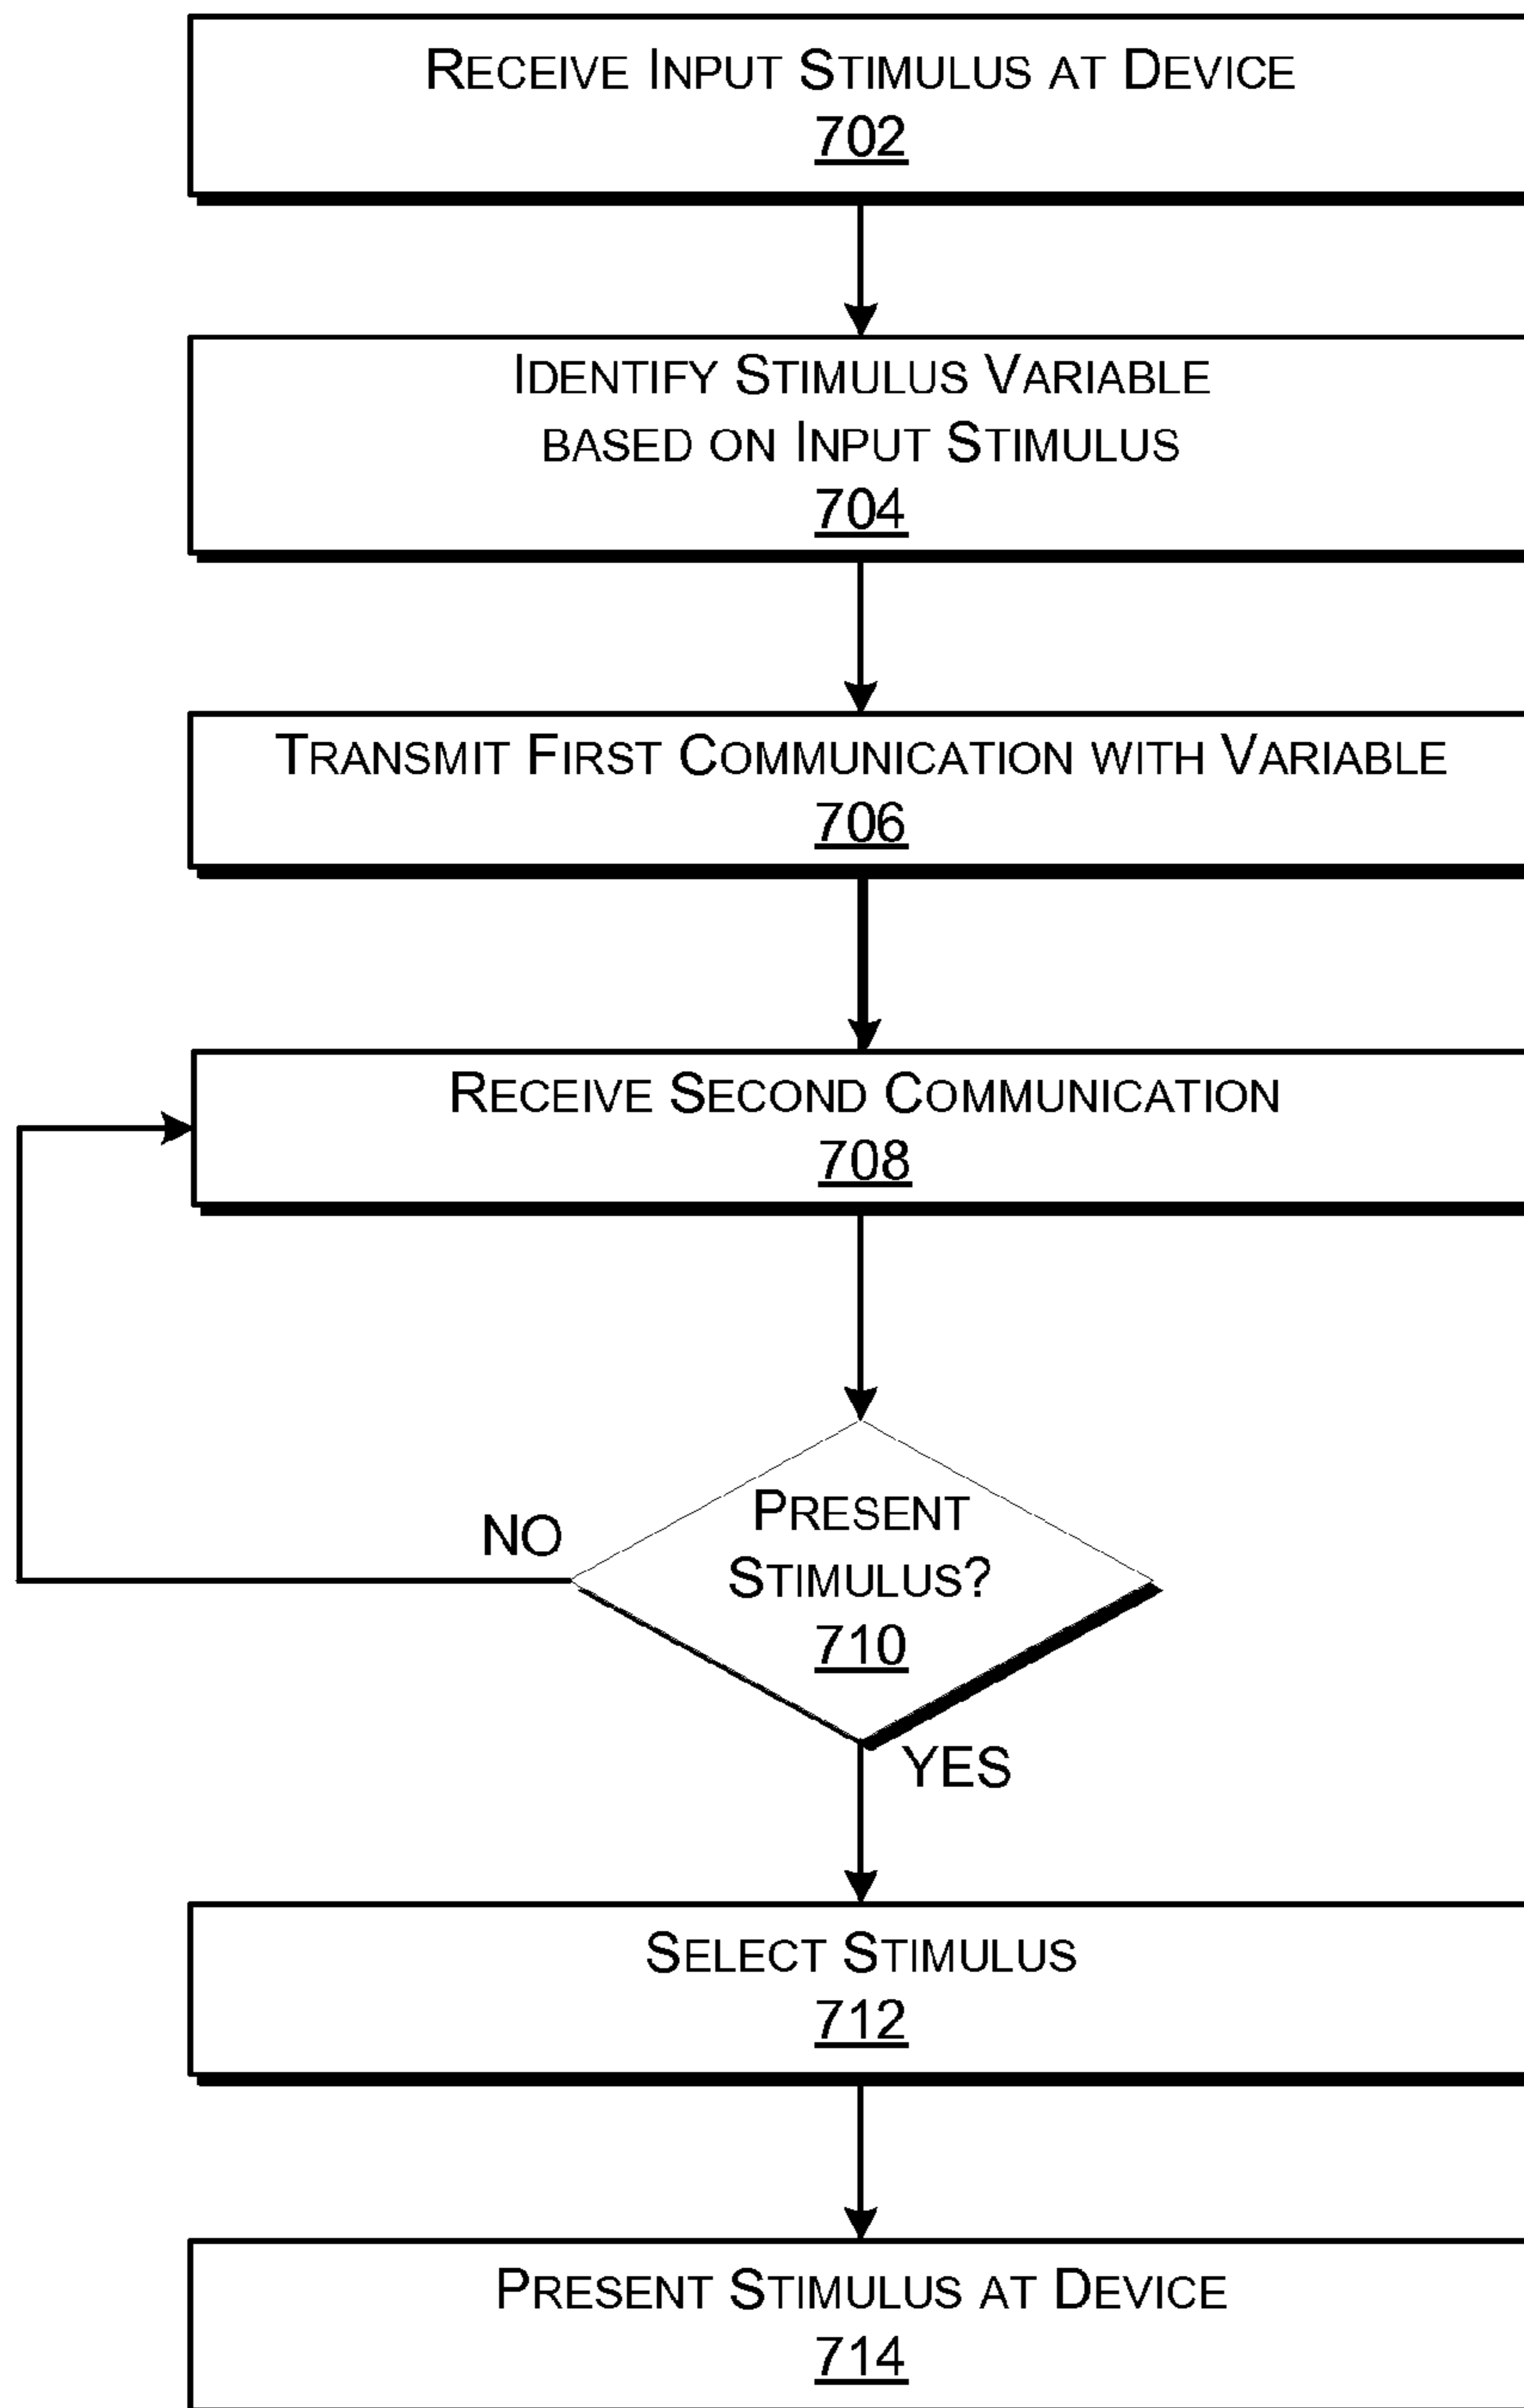 RECEIVE INPUT STIMULUS AT DEVICE
702
IDENTIFY STIMULUS VARIABLE
BASED ON INPUT STIMULUS
704
TRANSMIT FIRST COMMUNICATION WITH VARIABLE
706
RECEIVE SECOND COMMUNICATION
708
PRESENT
STIMULUS?
710
NO
YES
SELECT STIMULUS
712
PRESENT STIMULUS AT DEVICE
714